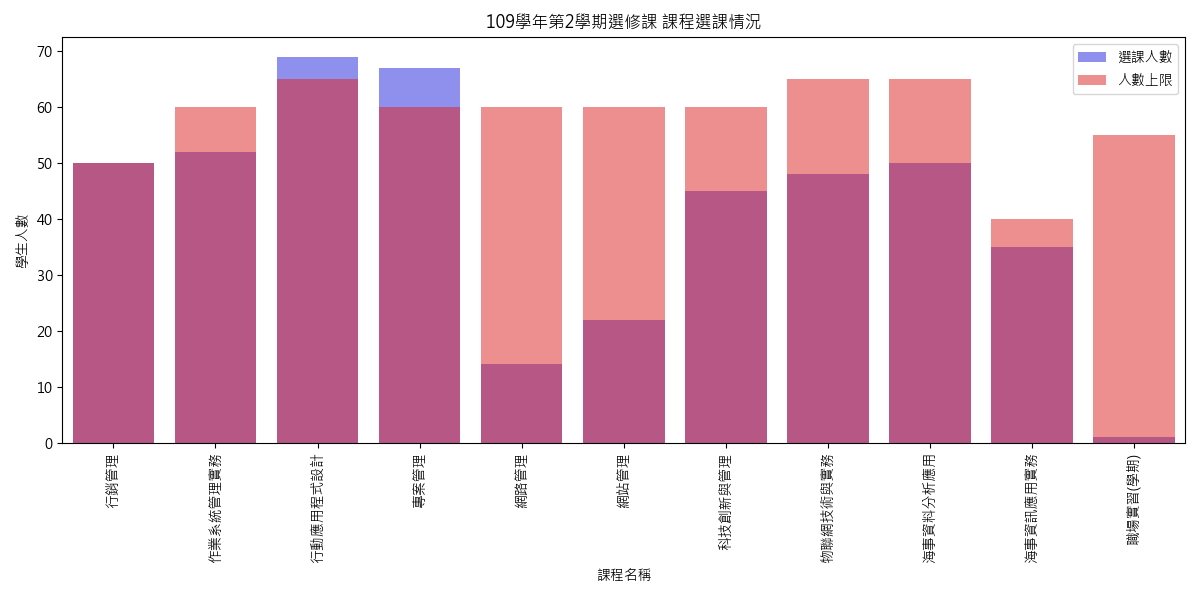 109學年第2學期選修課 課程選課情況
選課人數
人數上限
學生人數
70
60
50
40
30
20
10
0
行銷管理
作業系統管理實務
行動應用程式設計
專案管理
網路管理
網站管理
科技創新與管理
物聯網技術與實務
海事資料分析應用
海事資訊應用實務
職場實習(學期)
課程名稱